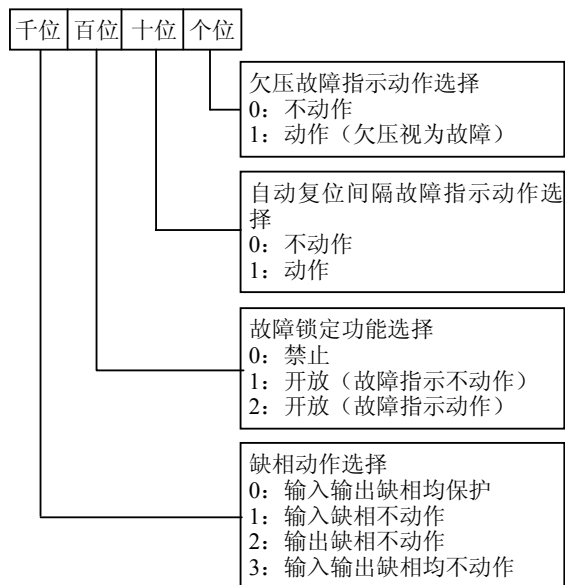 千位 百位 十位 个位
欠压故障指示动作选择
0：不动作
1：动作（欠压视为故障）
自动复位间隔故障指示动作选
择
0：不动作
1：动作
故障锁定功能选择
0：禁止
1：开放（故障指示不动作）
2：开放（故障指示动作）
缺相动作选择
0：输入输出缺相均保护
1：输入缺相不动作
2：输出缺相不动作
3：输入输出缺相均不动作